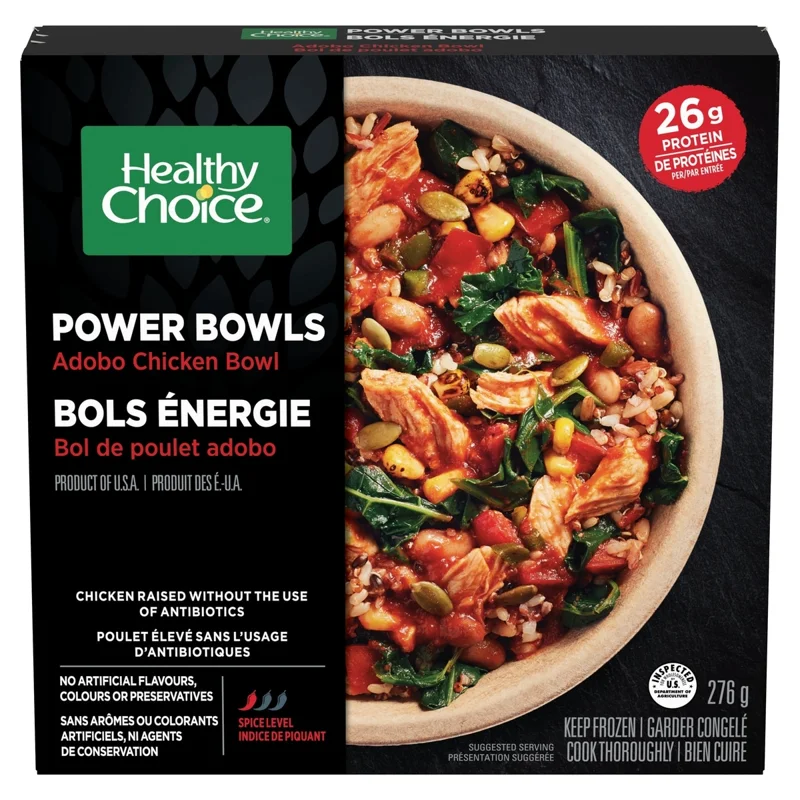 Healthy Choice
POWER BOWLS
BOLS ÉNERGIE
Adobo Chicken Bowl
Bol de poulet adobo
Healthy
Choice®
POWER BOWLS
Adobo Chicken Bowl
BOLS ÉNERGIE
Bol de poulet adobo
PRODUCT OF U.S.A. | PRODUIT DES É.-U.A.
26g
PROTEIN
DE PROTÉINES
PER/PAR ENTRÉE
CHICKEN RAISED WITHOUT THE USE
OF ANTIBIOTICS
POULET ÉLEVÉ SANS L'USAGE
D'ANTIBIOTIQUES
NO ARTIFICIAL FLAVOURS,
COLOURS OR PRESERVATIVES
SANS ARÔMES OU COLORANTS
ARTIFICIELS, NI AGENTS
DE CONSERVATION
SPICE LEVEL
INDICE DE PIQUANT
SUGGESTED SERVING
PRÉSENTATION SUGGÉRÉE
INSPECTED
U.S.
DEPARTMENT OF
AGRICULTURE
276 g
KEEP FROZEN | GARDER CONGELÉ
COOK THOROUGHLY | BIEN CUIRE